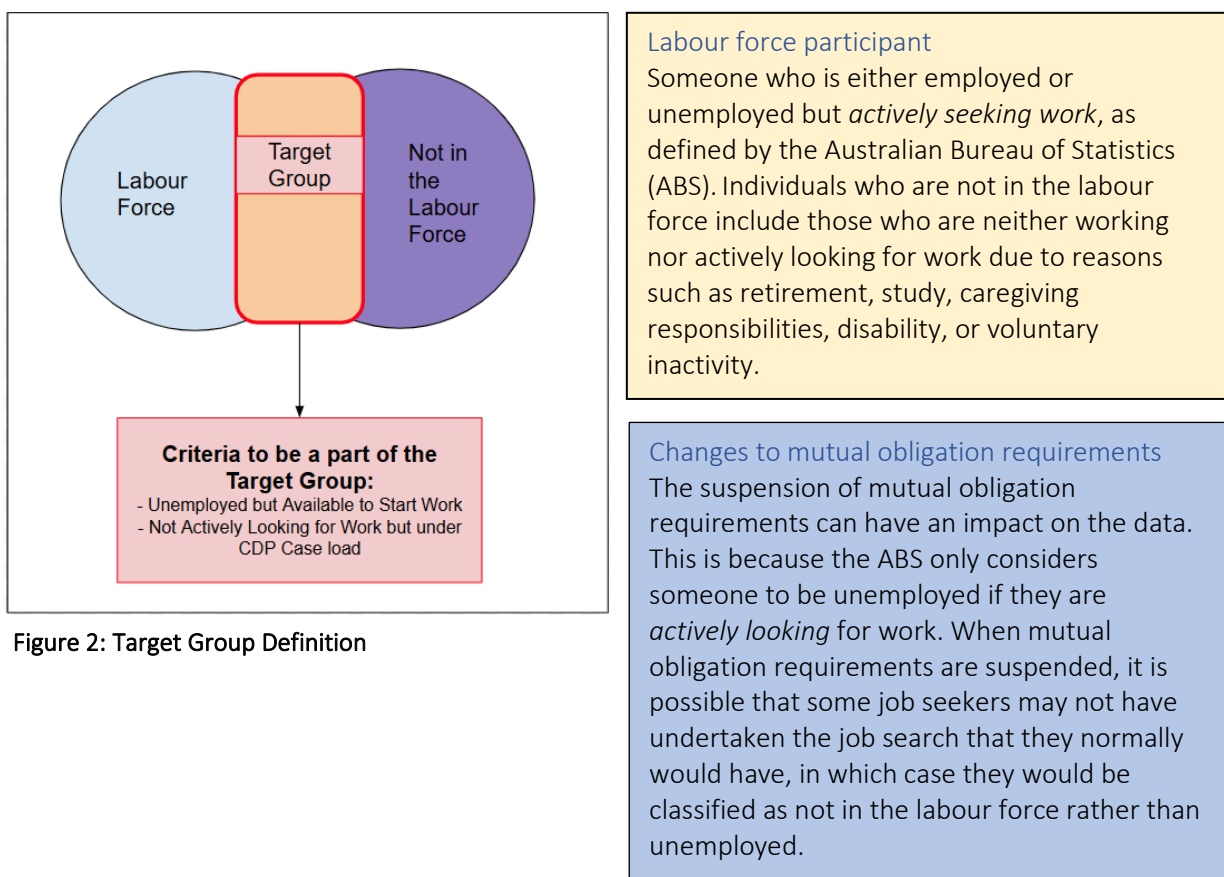 Labour
Force
Target
Group
Not in
the
Labour
Force
Criteria to be a part of the
Target Group:
- Unemployed but Available to Start Work
- Not Actively Looking for Work but under
CDP Case load
Figure 2: Target Group Definition
Labour force participant
Someone who is either employed or
unemployed but actively seeking work, as
defined by the Australian Bureau of Statistics
(ABS). Individuals who are not in the labour
force include those who are neither working
nor actively looking for work due to reasons
such as retirement, study, caregiving
responsibilities, disability, or voluntary
inactivity.
Changes to mutual obligation requirements
The suspension of mutual obligation
requirements can have an impact on the data.
This is because the ABS only considers
someone to be unemployed if they are
actively looking for work. When mutual
obligation requirements are suspended, it is
possible that some job seekers may not have
undertaken the job search that they normally
would have, in which case they would be
classified as not in the labour force rather than
unemployed.